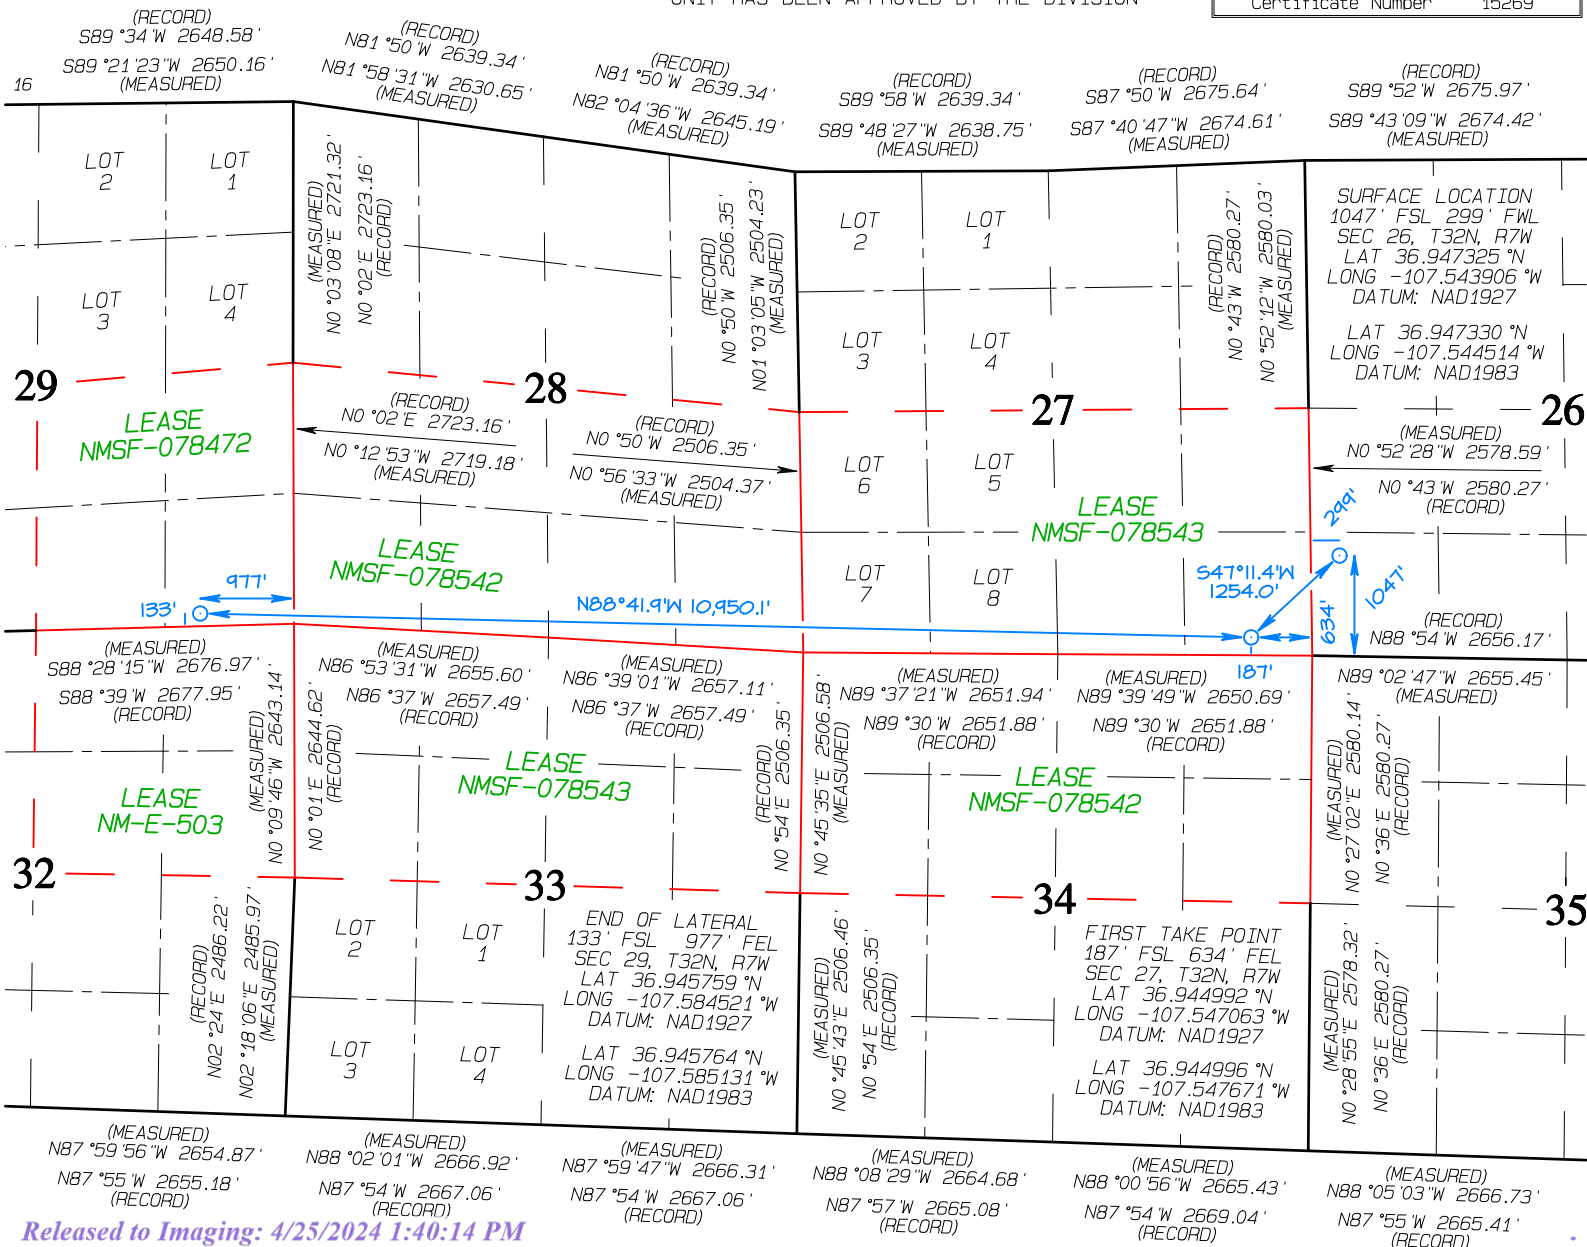 UNIT HAS BEEN APPROVED BY THE DIVISION
Certificate Number 15269
(RECORD)
S89°34'W 2648.58'
S89°21'23"W 2650.16'
(MEASURED)
(RECORD)
N81°50'W 2639.34'
N81°58'31"W 2630.65'
(MEASURED)
(RECORD)
N81°50'W 2639.34'
N82°04'36"W 2645.19'
(MEASURED)
(RECORD)
S89°58'W 2639.34'
S89°48'27"W 2638.75'
(MEASURED)
(RECORD)
S87°50'W 2675.64'
S87°40'47"W 2674.61'
(MEASURED)
(RECORD)
S89°52'W 2675.97'
S89°43'09"W 2674.42'
(MEASURED)
16
LOT
2
LOT
1
LOT
3
LOT
4
(MEASURED)
N0°03'08"E 2721.32'
N0°02'E 2723.16'
(RECORD)
(RECORD)
N0°50'W 2506.35'
N01°03'05"W 2504.23'
(MEASURED)
LOT
2
LOT
1
LOT
3
LOT
4
(RECORD)
N0°43'W 2580.27'
N0°52'12"W 2580.03'
(MEASURED)
SURFACE LOCATION
1047' FSL 299' FWL
SEC 26, T32N, R7W
LAT 36.947325°N
LONG -107.543906°W
DATUM: NAD1927
LAT 36.947330°N
LONG -107.544514°W
DATUM: NAD1983
29
28
27
26
LEASE
NMSF-078472
(RECORD)
N0°02'E 2723.16'
N0°12'53"W 2719.18'
(MEASURED)
(RECORD)
N0°50'W 2506.35'
N0°56'33"W 2504.37'
(MEASURED)
LOT
6
LOT
5
(MEASURED)
N0°52'28"W 2578.59'
N0°43'W 2580.27'
(RECORD)
LEASE
NMSF-078543
LEASE
NMSF-078542
LOT
7
LOT
8
299'
S47°11.4'W
1254.0'
1047'
634'
187'
977'
133'
N88°41.9'W 10,950.1'
(RECORD)
N88°54'W 2656.17'
N89°02'47"W 2655.45'
(MEASURED)
(MEASURED)
S88°28'15"W 2676.97'
S88°39'W 2677.95'
(RECORD)
(MEASURED)
N86°53'31"W 2655.60'
N86°37'W 2657.49'
(RECORD)
(MEASURED)
N86°39'01"W 2657.11'
N86°37'W 2657.49'
(RECORD)
(MEASURED)
N89°37'21"W 2651.94'
N89°30'W 2651.88'
(RECORD)
(MEASURED)
N89°39'49"W 2650.69'
N89°30'W 2651.88'
(RECORD)
(MEASURED)
N0°09'46"W 2643.14'
N0°01'E 2644.62'
(RECORD)
(RECORD)
N0°54'E 2506.35'
N0°45'35"E 2506.58'
(MEASURED)
(MEASURED)
N0°27'02"E 2580.14'
N0°36'E 2580.27'
(RECORD)
LEASE
NM-E-503
LEASE
NMSF-078543
LEASE
NMSF-078542
32
33
34
35
(RECORD)
N02°24'E 2486.22'
N02°18'06"E 2485.97'
(MEASURED)
LOT
2
LOT
1
LOT
3
LOT
4
END OF LATERAL
133' FSL 977' FEL
SEC 29, T32N, R7W
LAT 36.945759°N
LONG -107.584521°W
DATUM: NAD1927
LAT 36.945764°N
LONG -107.585131°W
DATUM: NAD1983
(MEASURED)
N0°45'43"E 2506.46'
N0°54'E 2506.35'
(RECORD)
FIRST TAKE POINT
187' FSL 634' FEL
SEC 27, T32N, R7W
LAT 36.944992°N
LONG -107.547063°W
DATUM: NAD1927
LAT 36.944996°N
LONG -107.547671°W
DATUM: NAD1983
(MEASURED)
N0°28'55"E 2578.32'
N0°36'E 2580.27'
(RECORD)
(MEASURED)
N87°59'56"W 2654.87'
N87°55'W 2655.18'
(RECORD)
(MEASURED)
N88°02'01"W 2666.92'
N87°54'W 2667.06'
(RECORD)
(MEASURED)
N87°59'47"W 2666.31'
N87°54'W 2667.06'
(RECORD)
(MEASURED)
N88°08'29"W 2664.68'
N87°57'W 2665.08'
(RECORD)
(MEASURED)
N88°00'56"W 2665.43'
N87°54'W 2669.04'
(RECORD)
(MEASURED)
N88°05'03"W 2666.73'
N87°55'W 2665.41'
(RECORD)
Released to Imaging: 4/25/2024 1:40:14 PM